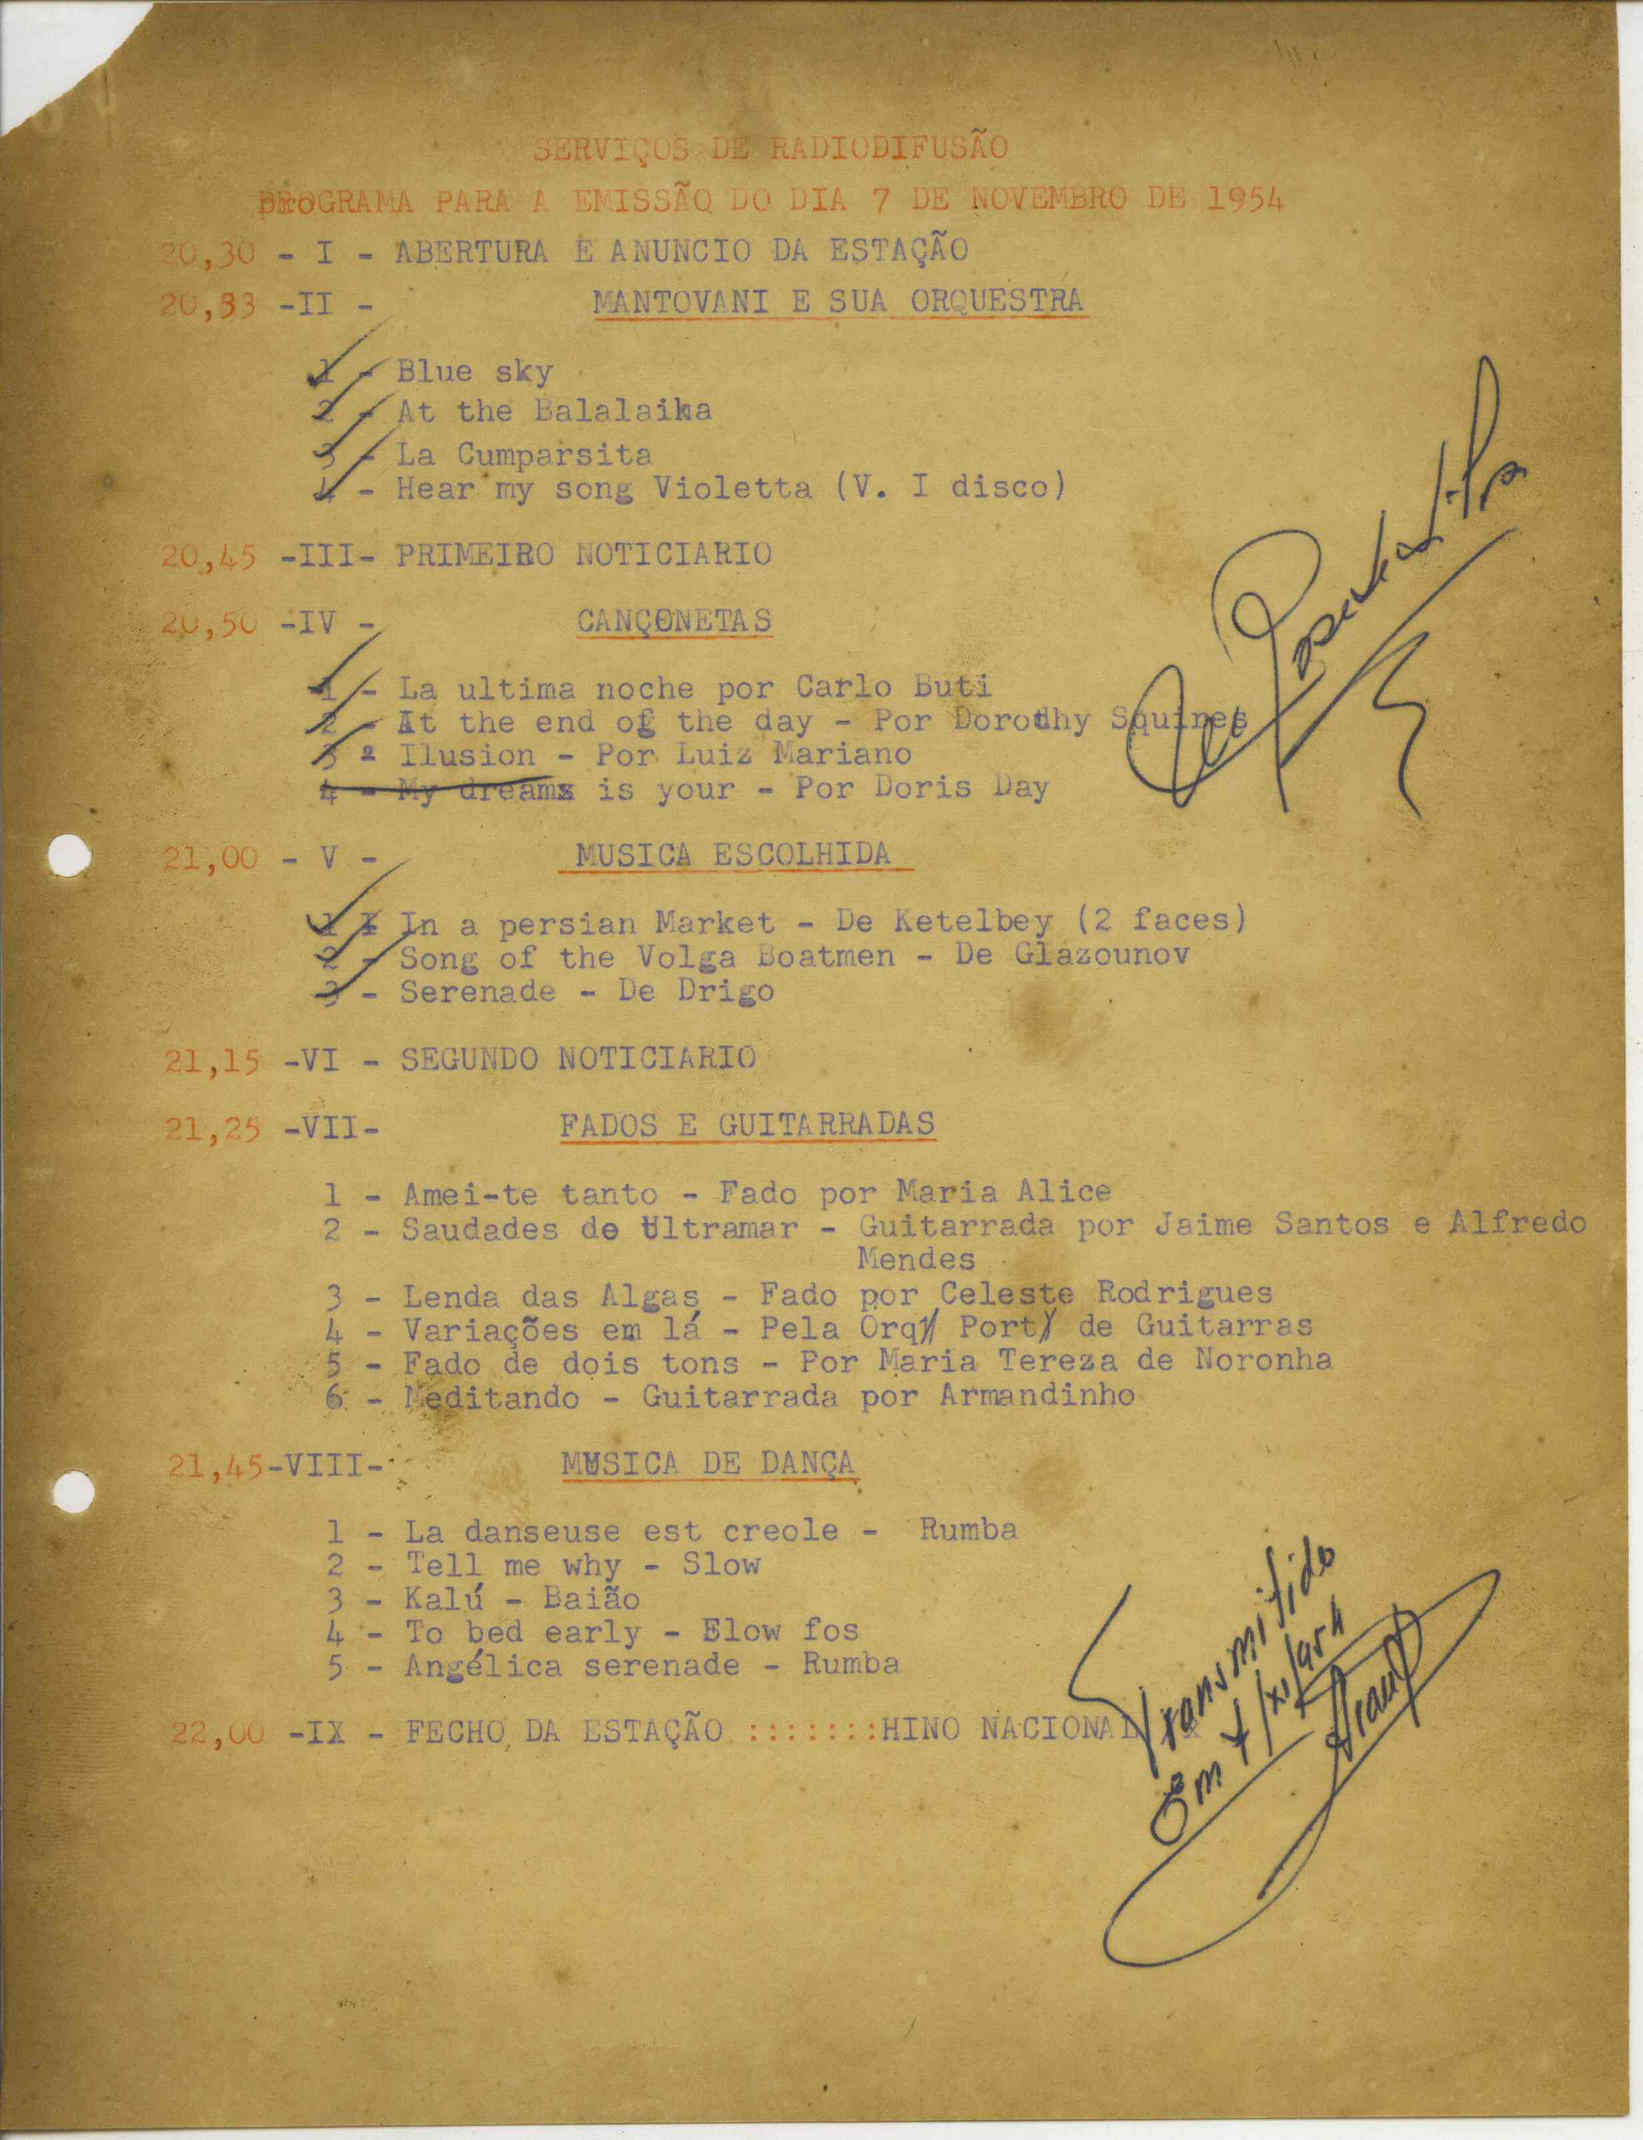 SERVIÇOS DE RADIODIFUSÃO
PROGRAMA PARA A EMISSÃO DO DIA 7 DE NOVEMBRO DE 1954
20,30 - I - ABERTURA E ANUNCIO DA ESTAÇÃO
20,33 -II - MANTOVANI E SUA ORQUESTRA
1 - Blue sky
2 - At the Balalaika
3 - La Cumparsita
4 - Hear my song Violetta (V. I disco)
20,45 -III- PRIMEIRO NOTICIARIO
20,50 -IV - CANÇONETAS
1 - La ultima noche por Carlo Buti
2 - At the end of the day - Por Dorothy Squires
3 - Ilusion - Por Luiz Mariano
4 - My dreams is your - Por Doris Day
21,00 - V - MUSICA ESCOLHIDA
1 - In a persian Market - De Ketelbey (2 faces)
2 - Song of the Volga Boatmen - De Glazounov
3 - Serenade - De Drigo
21,15 -VI - SEGUNDO NOTICIARIO
21,25 -VII- FADOS E GUITARRADAS
1 - Amei-te tanto - Fado por Maria Alice
2 - Saudades do Ultramar - Guitarrada por Jaime Santos e Alfredo
Mendes
3 - Lenda das Algas - Fado por Celeste Rodrigues
4 - Variações em lá - Pela Orq/ Port/ de Guitarras
5 - Fado de dois tons - Por Maria Tereza de Noronha
6 - Meditando - Guitarrada por Armandinho
21,45-VIII- MUSICA DE DANÇA
1 - La danseuse est creole - Rumba
2 - Tell me why - Slow
3 - Kalú - Baião
4 - To bed early - Slow fos
5 - Angélica serenade - Rumba
22,00 -IX - FECHO DA ESTAÇÃO :::::::HINO NACIONAL
Transmitido
Em 7/XI/954